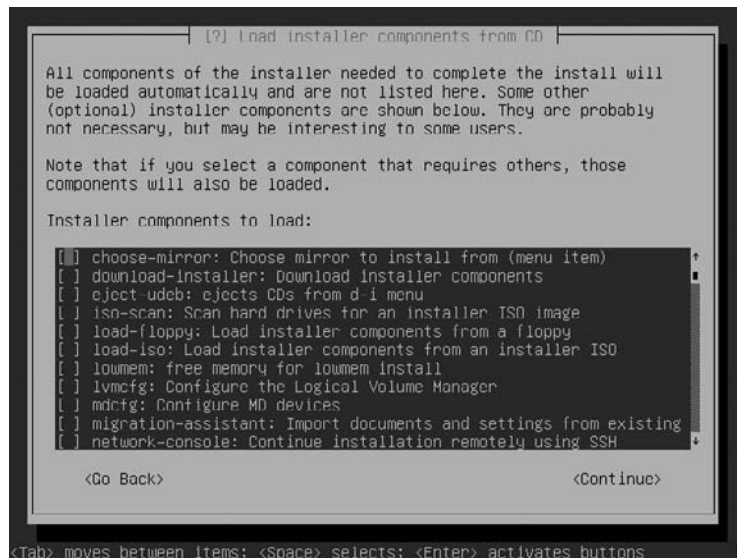 [?] Load installer components from CD
All components of the installer needed to complete the install will
be loaded automatically and are not listed here. Some other
(optional) installer components are shown below. They are probably
not necessary, but may be interesting to some users.
Note that if you select a component that requires others, those
components will also be loaded.
Installer components to load:
[ ] choose-mirror: Choose mirror to install from (menu item)
[ ] download-installer: Download installer components
[ ] eject-udeb: ejects CDs from d-i menu
[ ] iso-scan: Scan hard drives for an installer ISO image
[ ] load-floppy: Load installer components from a floppy
[ ] load-iso: Load installer components from an installer ISO
[ ] lowmem: free memory for lowmem install
[ ] lvmcfg: Configure the Logical Volume Manager
[ ] mdcfg: Configure MD devices
[ ] migration-assistant: Import documents and settings from existing
[ ] network-console: Continue installation remotely using SSH
<Go Back> <Continue>
<Tab> moves between items; <Space> selects; <Enter> activates buttons